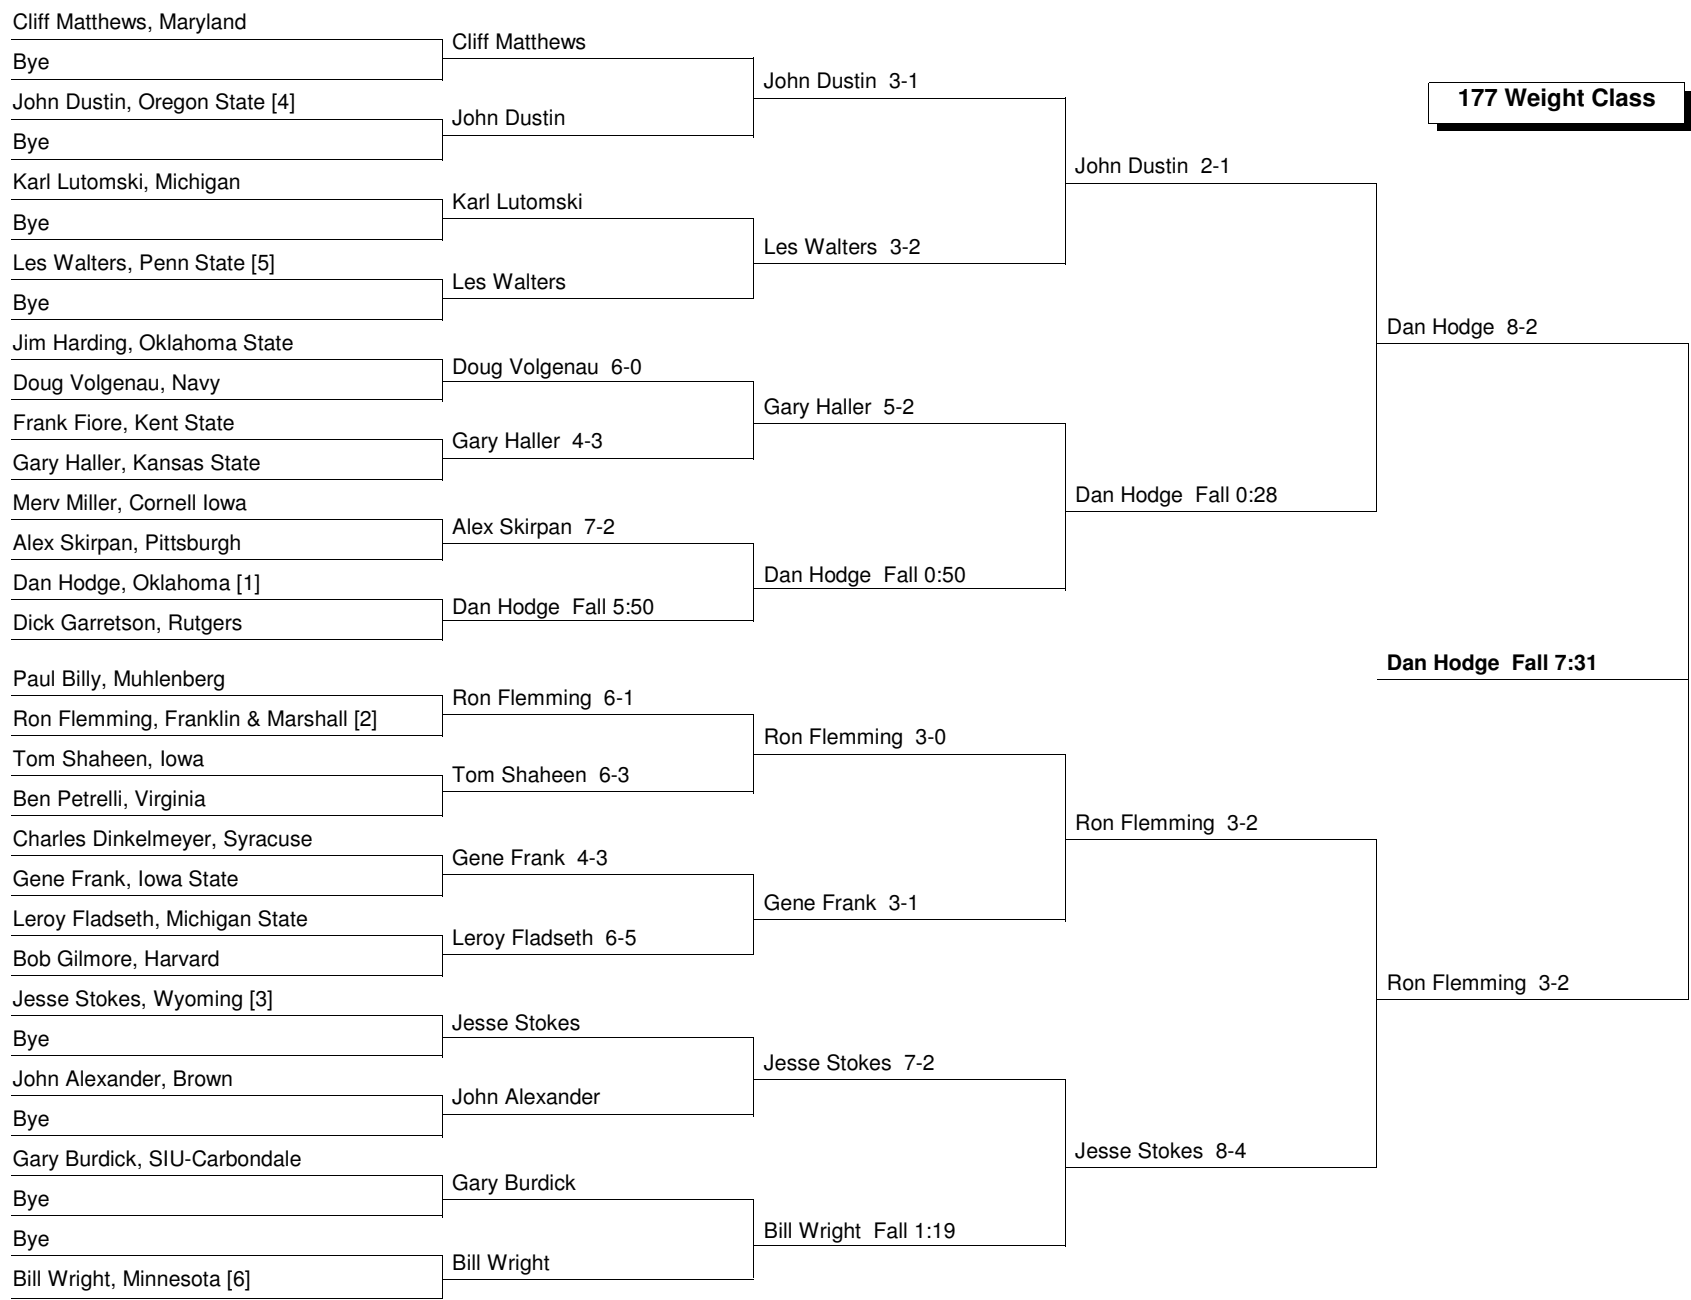 177 Weight Class
Cliff Matthews, Maryland
Bye
John Dustin, Oregon State [4]
Bye
Karl Lutomski, Michigan
Bye
Les Walters, Penn State [5]
Bye
Jim Harding, Oklahoma State
Doug Volgenau, Navy
Frank Fiore, Kent State
Gary Haller, Kansas State
Merv Miller, Cornell Iowa
Alex Skirpan, Pittsburgh
Dan Hodge, Oklahoma [1]
Dick Garretson, Rutgers
Paul Billy, Muhlenberg
Ron Flemming, Franklin & Marshall [2]
Tom Shaheen, Iowa
Ben Petrelli, Virginia
Charles Dinkelmeyer, Syracuse
Gene Frank, Iowa State
Leroy Fladseth, Michigan State
Bob Gilmore, Harvard
Jesse Stokes, Wyoming [3]
Bye
John Alexander, Brown
Bye
Gary Burdick, SIU-Carbondale
Bye
Bye
Bill Wright, Minnesota [6]
Cliff Matthews
John Dustin
Karl Lutomski
Les Walters
Doug Volgenau 6-0
Gary Haller 4-3
Alex Skirpan 7-2
Dan Hodge Fall 5:50
Ron Flemming 6-1
Tom Shaheen 6-3
Gene Frank 4-3
Leroy Fladseth 6-5
Jesse Stokes
John Alexander
Gary Burdick
Bill Wright
John Dustin 3-1
Les Walters 3-2
Gary Haller 5-2
Dan Hodge Fall 0:50
Ron Flemming 3-0
Gene Frank 3-1
Jesse Stokes 7-2
Bill Wright Fall 1:19
John Dustin 2-1
Dan Hodge Fall 0:28
Ron Flemming 3-2
Jesse Stokes 8-4
Dan Hodge 8-2
Ron Flemming 3-2
Dan Hodge Fall 7:31